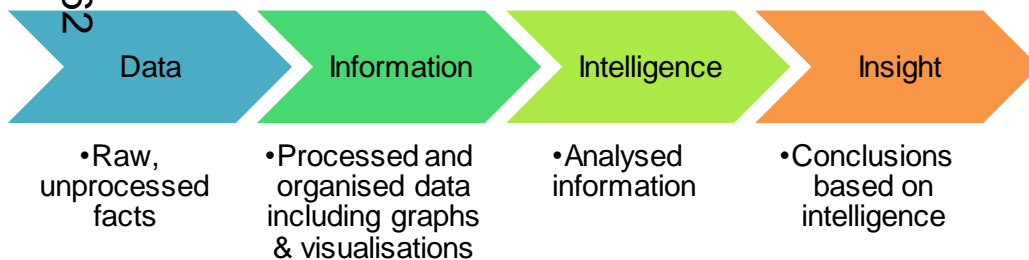 62
Data
Information
Intelligence
Insight
•Raw,
unprocessed
facts
•Processed and
organised data
including graphs
& visualisations
•Analysed
information
•Conclusions
based on
intelligence